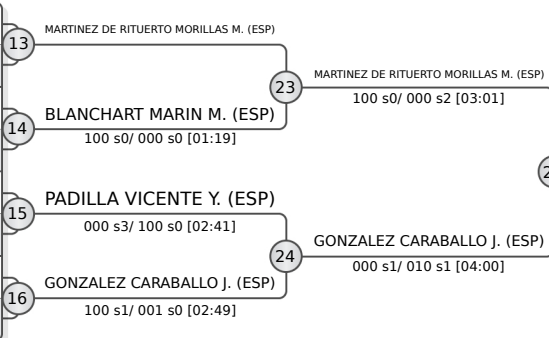 MARTINEZ DE RITUERTO MORILLAS M. (ESP)
13
23
MARTINEZ DE RITUERTO MORILLAS M. (ESP)
100 s0/ 000 s2 [03:01]
14
BLANCHART MARIN M. (ESP)
100 s0/ 000 s0 [01:19]
15
PADILLA VICENTE Y. (ESP)
000 s3/ 100 s0 [02:41]
24
GONZALEZ CARABALLO J. (ESP)
000 s1/ 010 s1 [04:00]
16
GONZALEZ CARABALLO J. (ESP)
100 s1/ 001 s0 [02:49]